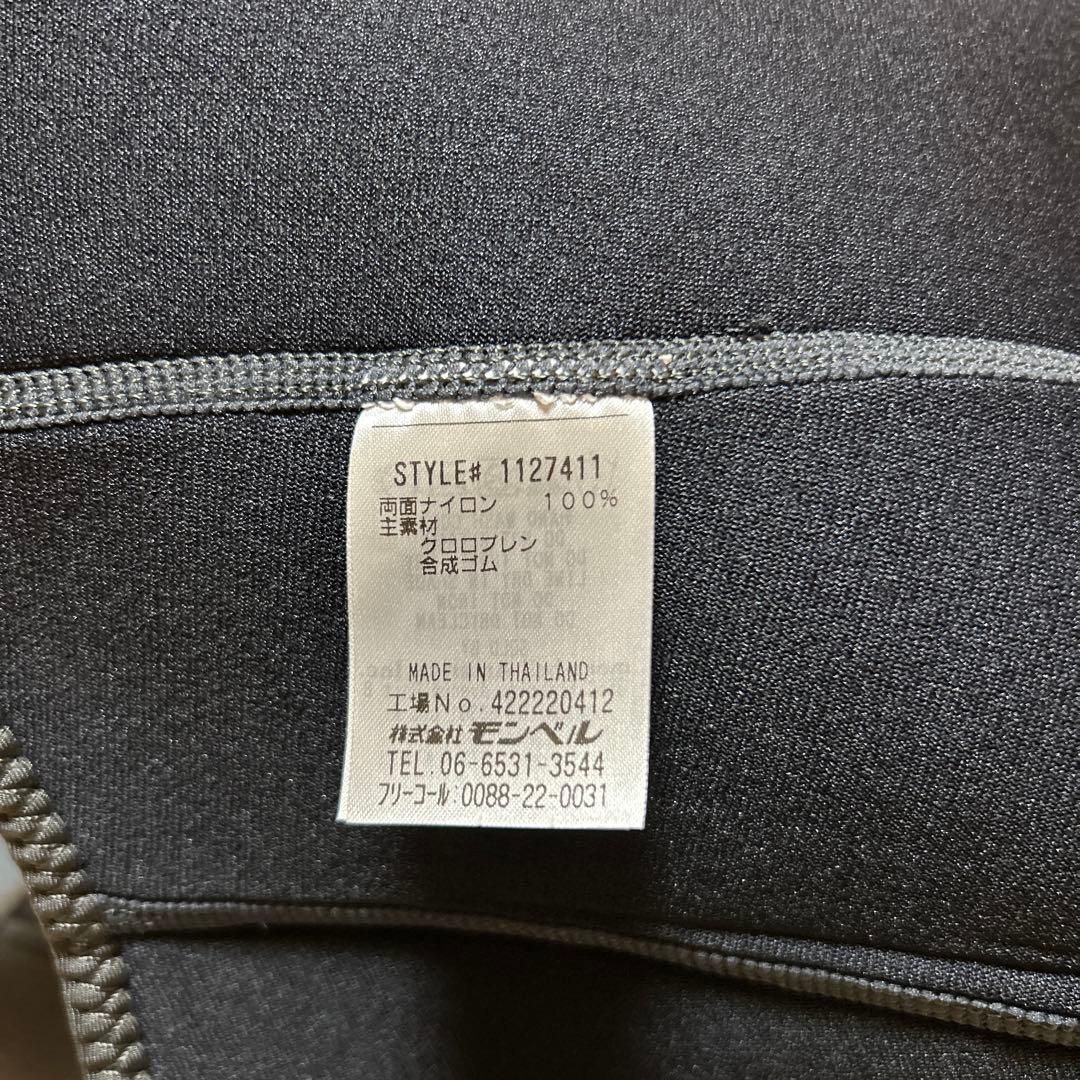 STYLE# 1127411
両面ナイロン 100%
主素材
クロロプレン
合成ゴム
MADE IN THAILAND
工場No.422220412
株式会社モンベル
TEL.06-6531-3544
フリーコール:0088-22-0031